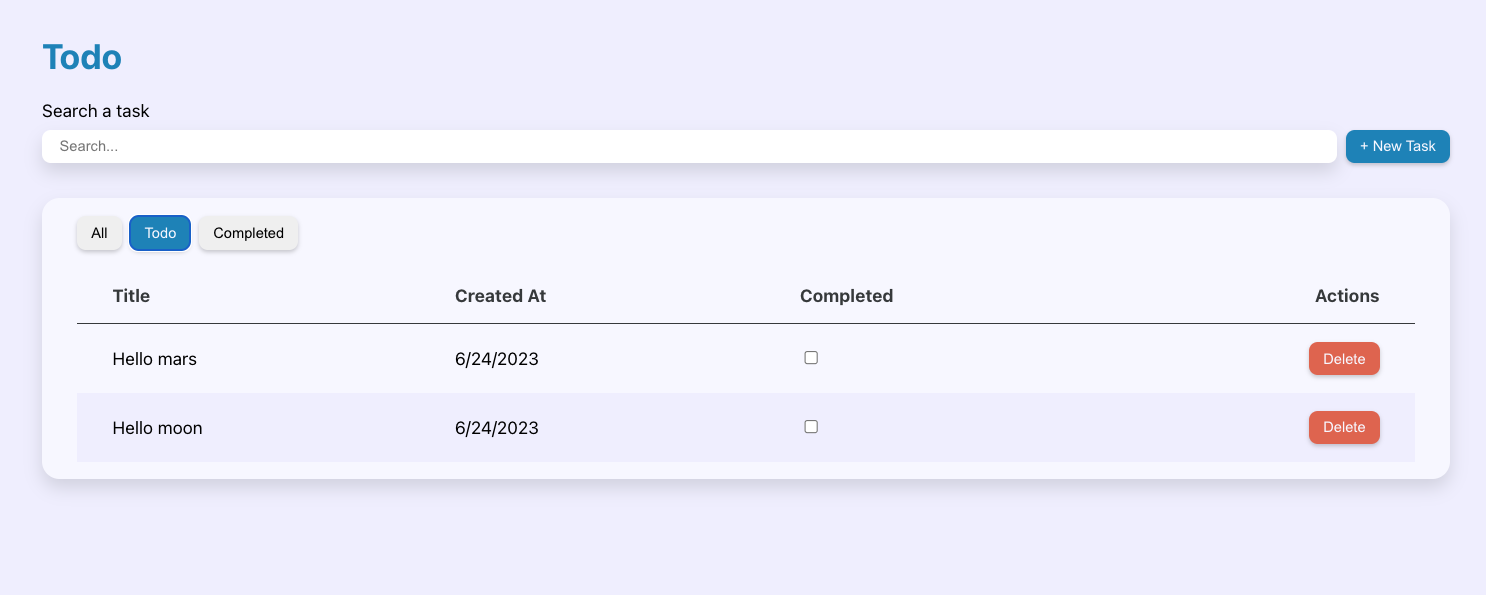 Todo
Search a task
Search...
+ New Task
All Todo Completed
Title Created At Completed Actions
Hello mars 6/24/2023 Delete
Hello moon 6/24/2023 Delete